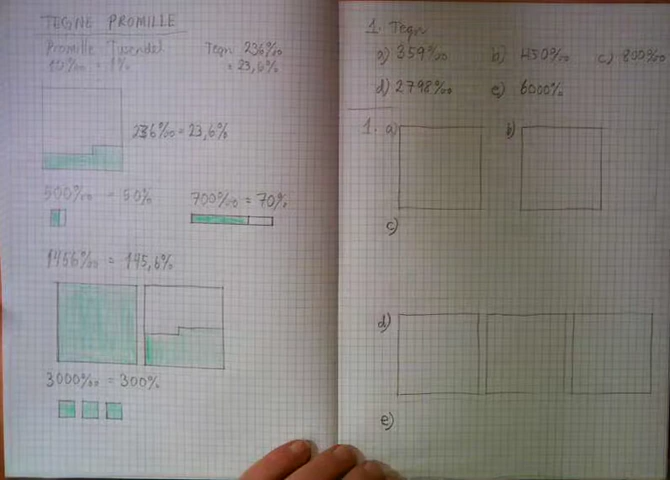 TEGNE PROMILLE
Promille Tusendel
10‰ = 1%
Tegn 236‰
= 23,6%
236‰ = 23,6%
500‰ = 50%
700‰ = 70%
1456‰ = 145,6%
3000‰ = 300%
1. Tegn
a) 359‰ b) 450‰ c) 800‰
d) 2798‰ e) 6000‰
1. a) b)
c)
d)
e)